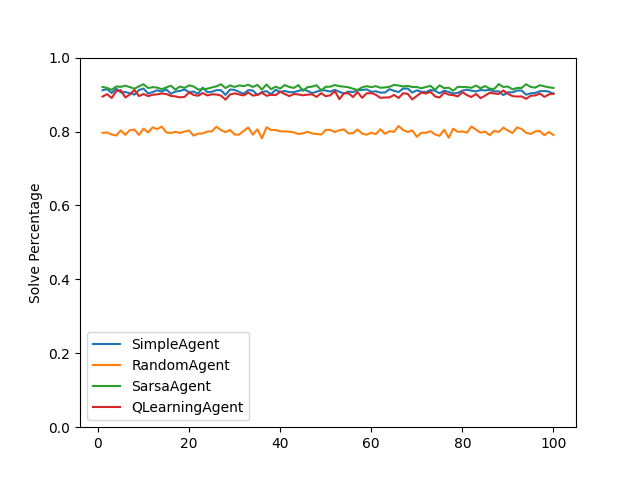 1.0
0.8
0.6
0.4
0.2
0.0
Solve Percentage
SimpleAgent
RandomAgent
SarsaAgent
QLearningAgent
0 20 40 60 80 100